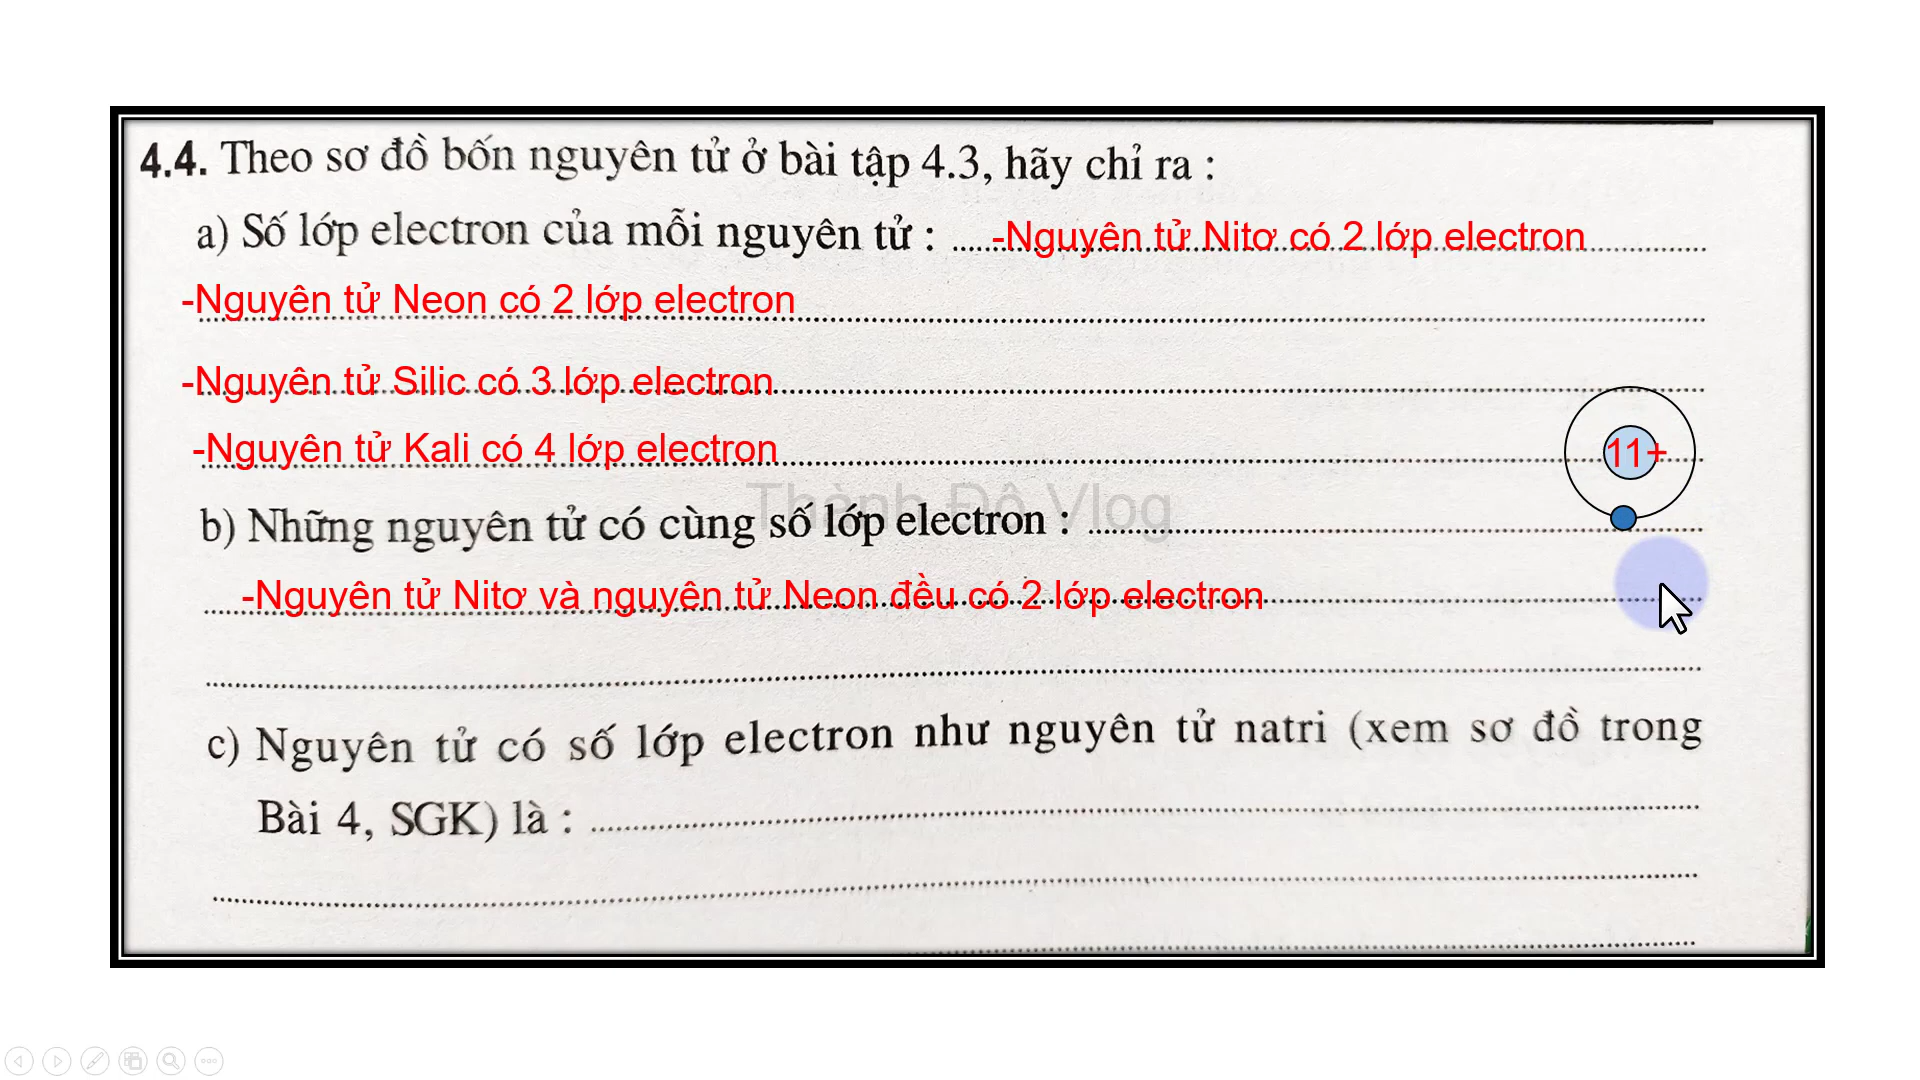 4.4. Theo sơ đồ bốn nguyên tử ở bài tập 4.3, hãy chỉ ra :
a) Số lớp electron của mỗi nguyên tử : -Nguyên tử Nitơ có 2 lớp electron
-Nguyên tử Neon có 2 lớp electron
-Nguyên tử Silic có 3 lớp electron
-Nguyên tử Kali có 4 lớp electron
11+
Thành Đô Vlog
b) Những nguyên tử có cùng số lớp electron :
-Nguyên tử Nitơ và nguyên tử Neon đều có 2 lớp electron
c) Nguyên tử có số lớp electron như nguyên tử natri (xem sơ đồ trong
Bài 4, SGK) là :